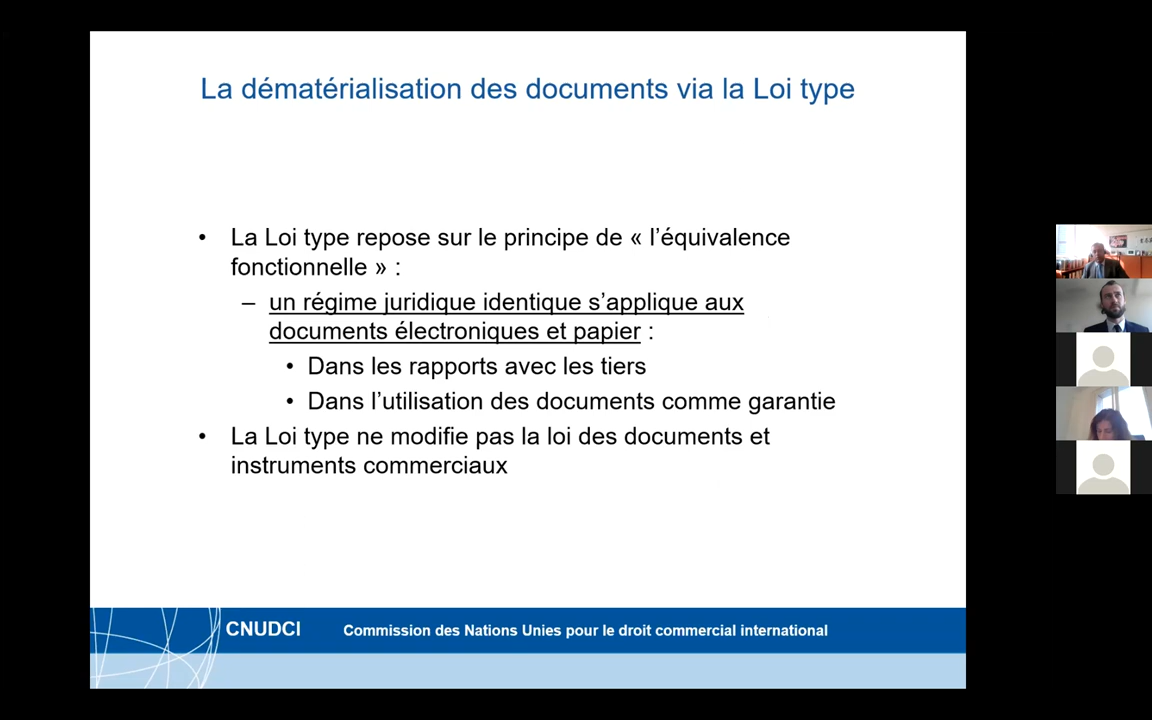 La dématérialisation des documents via la Loi type
• La Loi type repose sur le principe de « l’équivalence
fonctionnelle » :
– un régime juridique identique s’applique aux
documents électroniques et papier :
• Dans les rapports avec les tiers
• Dans l’utilisation des documents comme garantie
• La Loi type ne modifie pas la loi des documents et
instruments commerciaux
CNUDCI
Commission des Nations Unies pour le droit commercial international